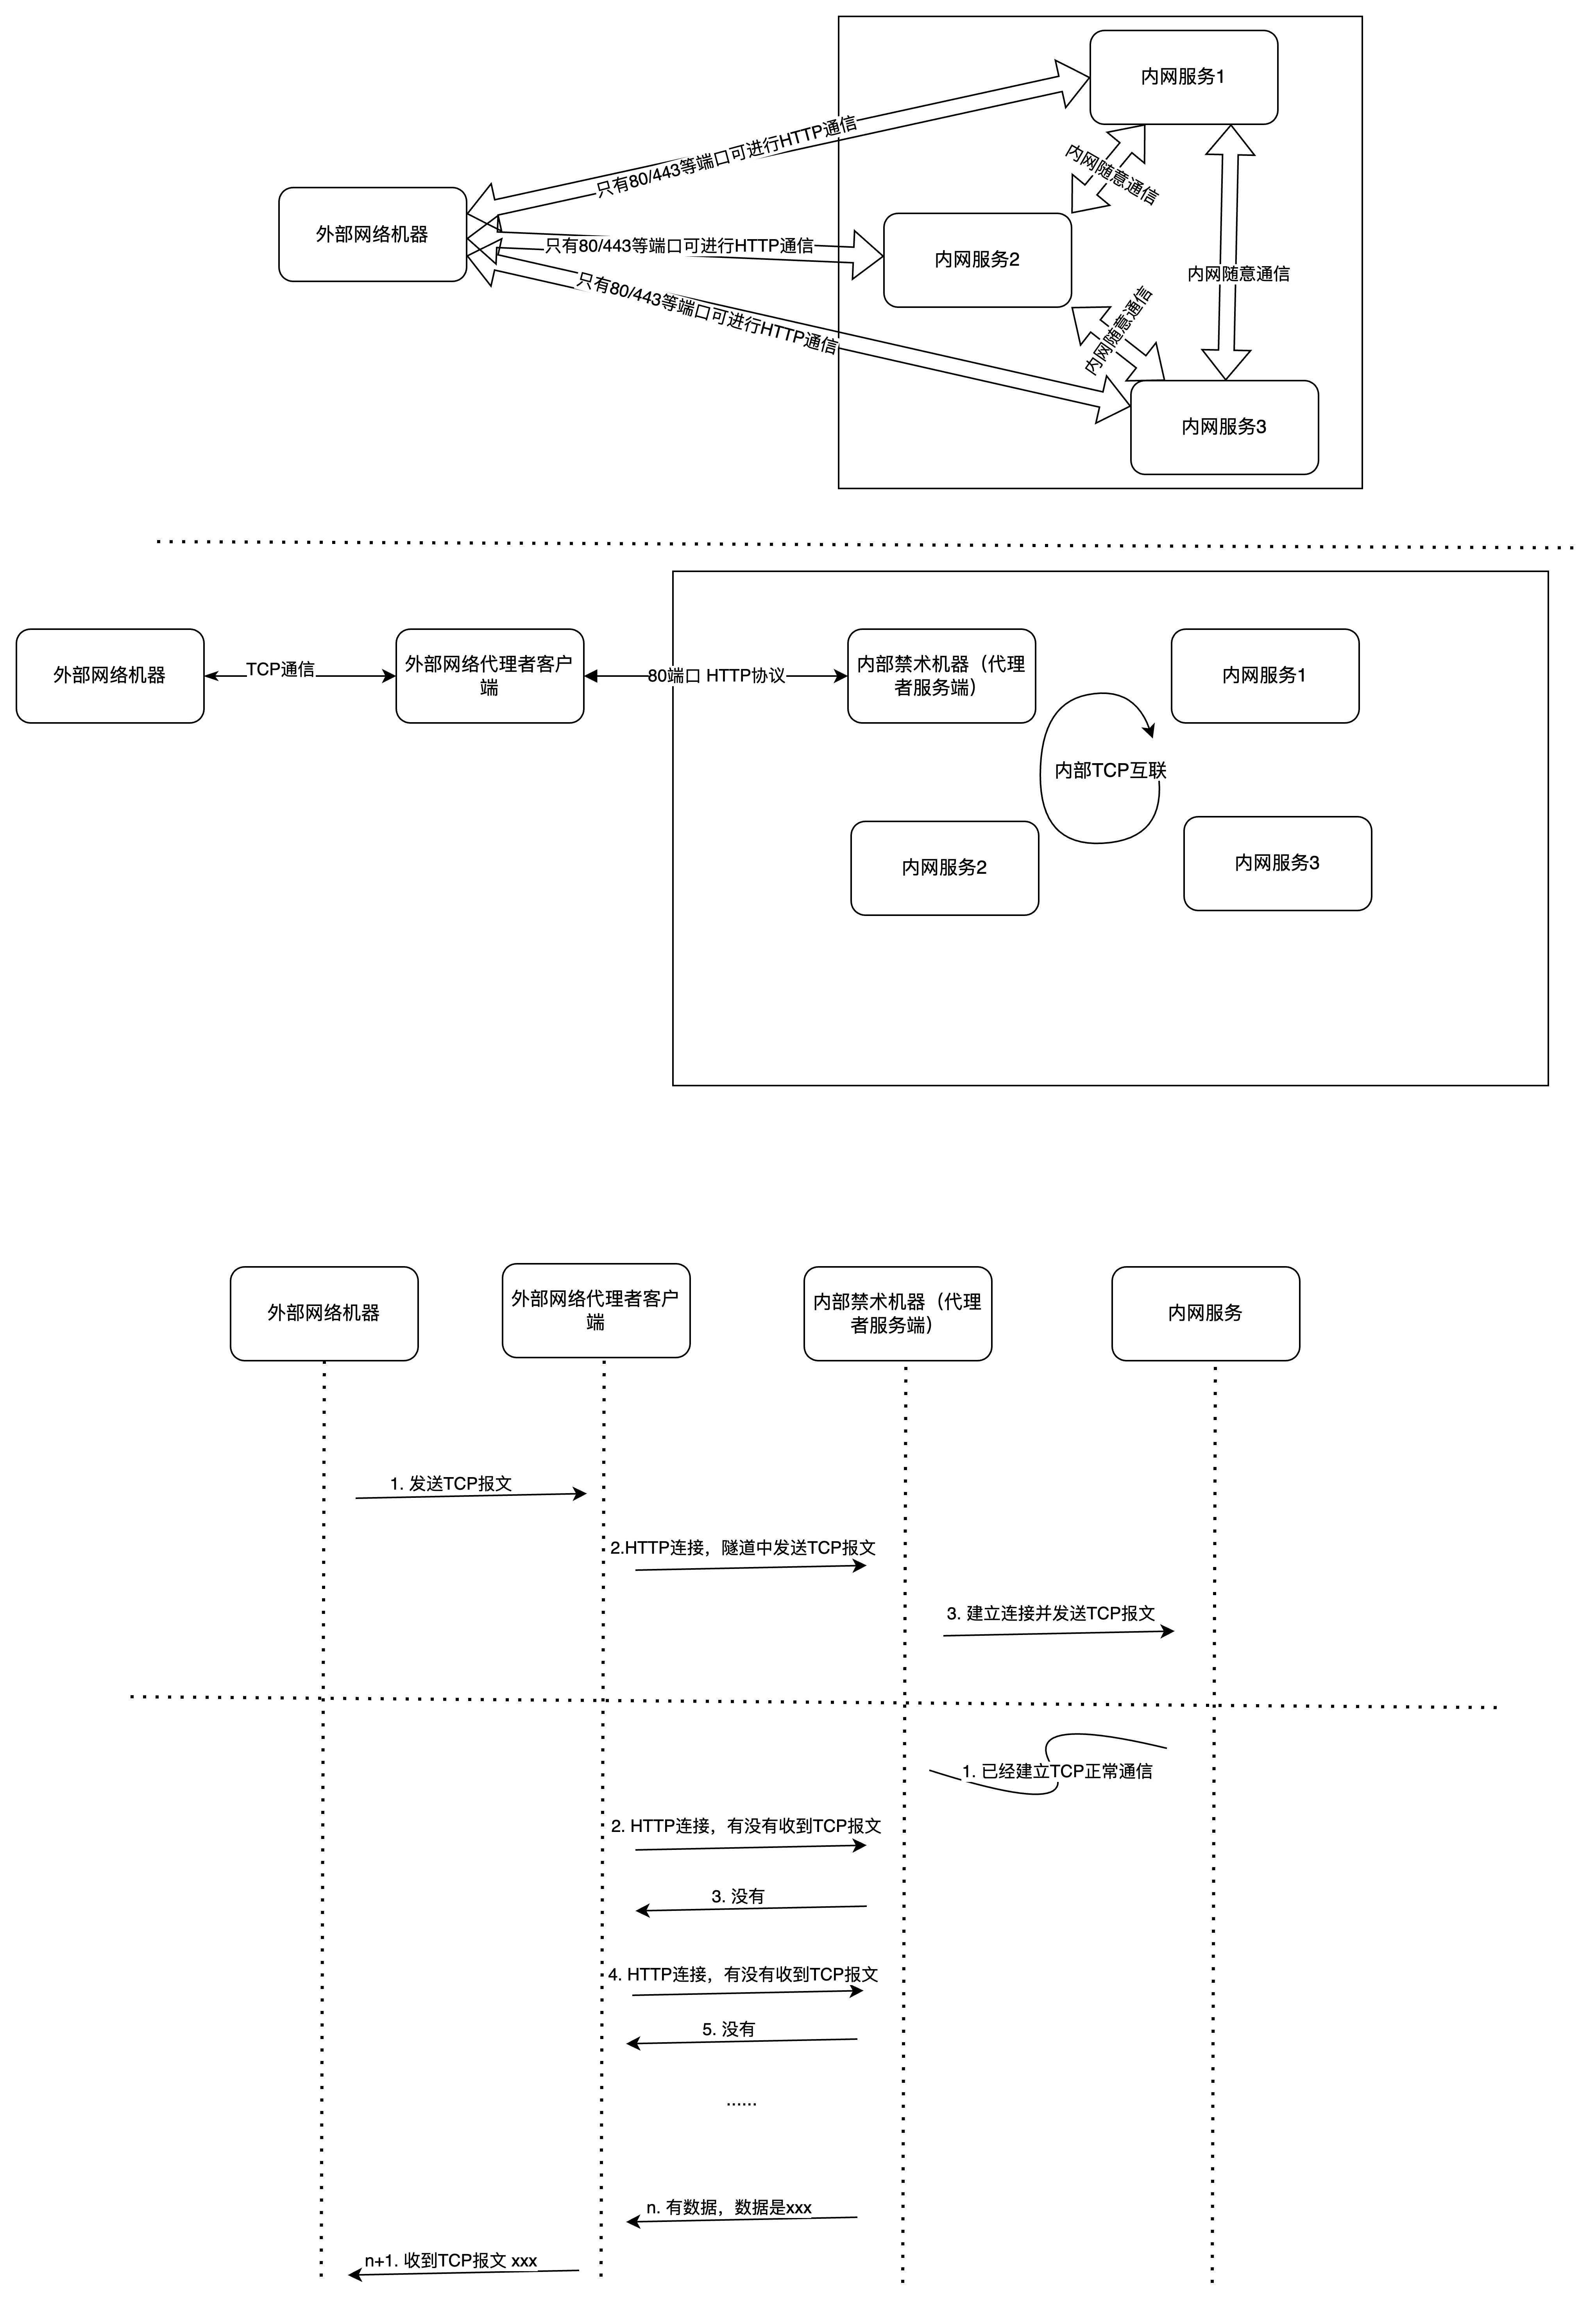 内网服务1
只有80/443等端口可进行HTTP通信
内网随意通信
外部网络机器
只有80/443等端口可进行HTTP通信
内网服务2
内网随意通信
只有80/443等端口可进行HTTP通信
内网随意通信
内网服务3
外部网络机器
TCP通信
外部网络代理者客户
端
80端口 HTTP协议
内部禁术机器（代理
者服务端）
内网服务1
内部TCP互联
内网服务2
内网服务3
外部网络机器
外部网络代理者客户
端
内部禁术机器（代理
者服务端）
内网服务
1. 发送TCP报文
2.HTTP连接，隧道中发送TCP报文
3. 建立连接并发送TCP报文
1. 已经建立TCP正常通信
2. HTTP连接，有没有收到TCP报文
3. 没有
4. HTTP连接，有没有收到TCP报文
5. 没有
......
n. 有数据，数据是xxx
n+1. 收到TCP报文 xxx